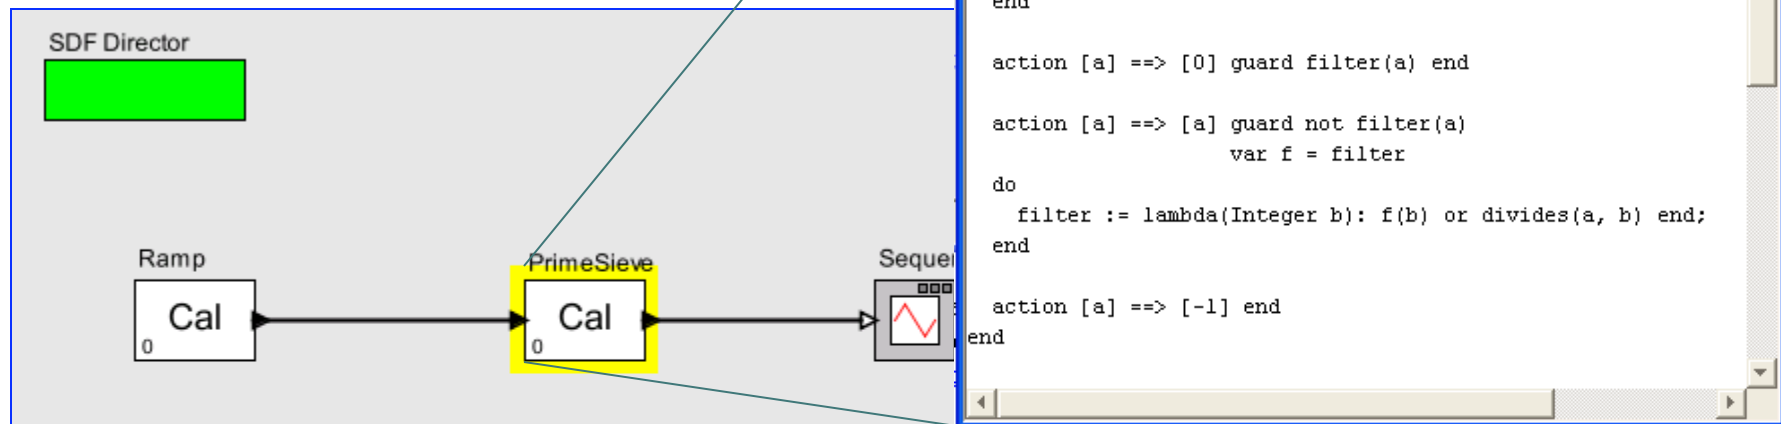 SDF Director
Ramp
Cal
0
PrimeSieve
Cal
0
end
action [a] ==> [0] guard filter(a) end
action [a] ==> [a] guard not filter(a)
var f = filter
do
filter := lambda(Integer b): f(b) or divides(a, b) end;
end
action [a] ==> [-1] end
end